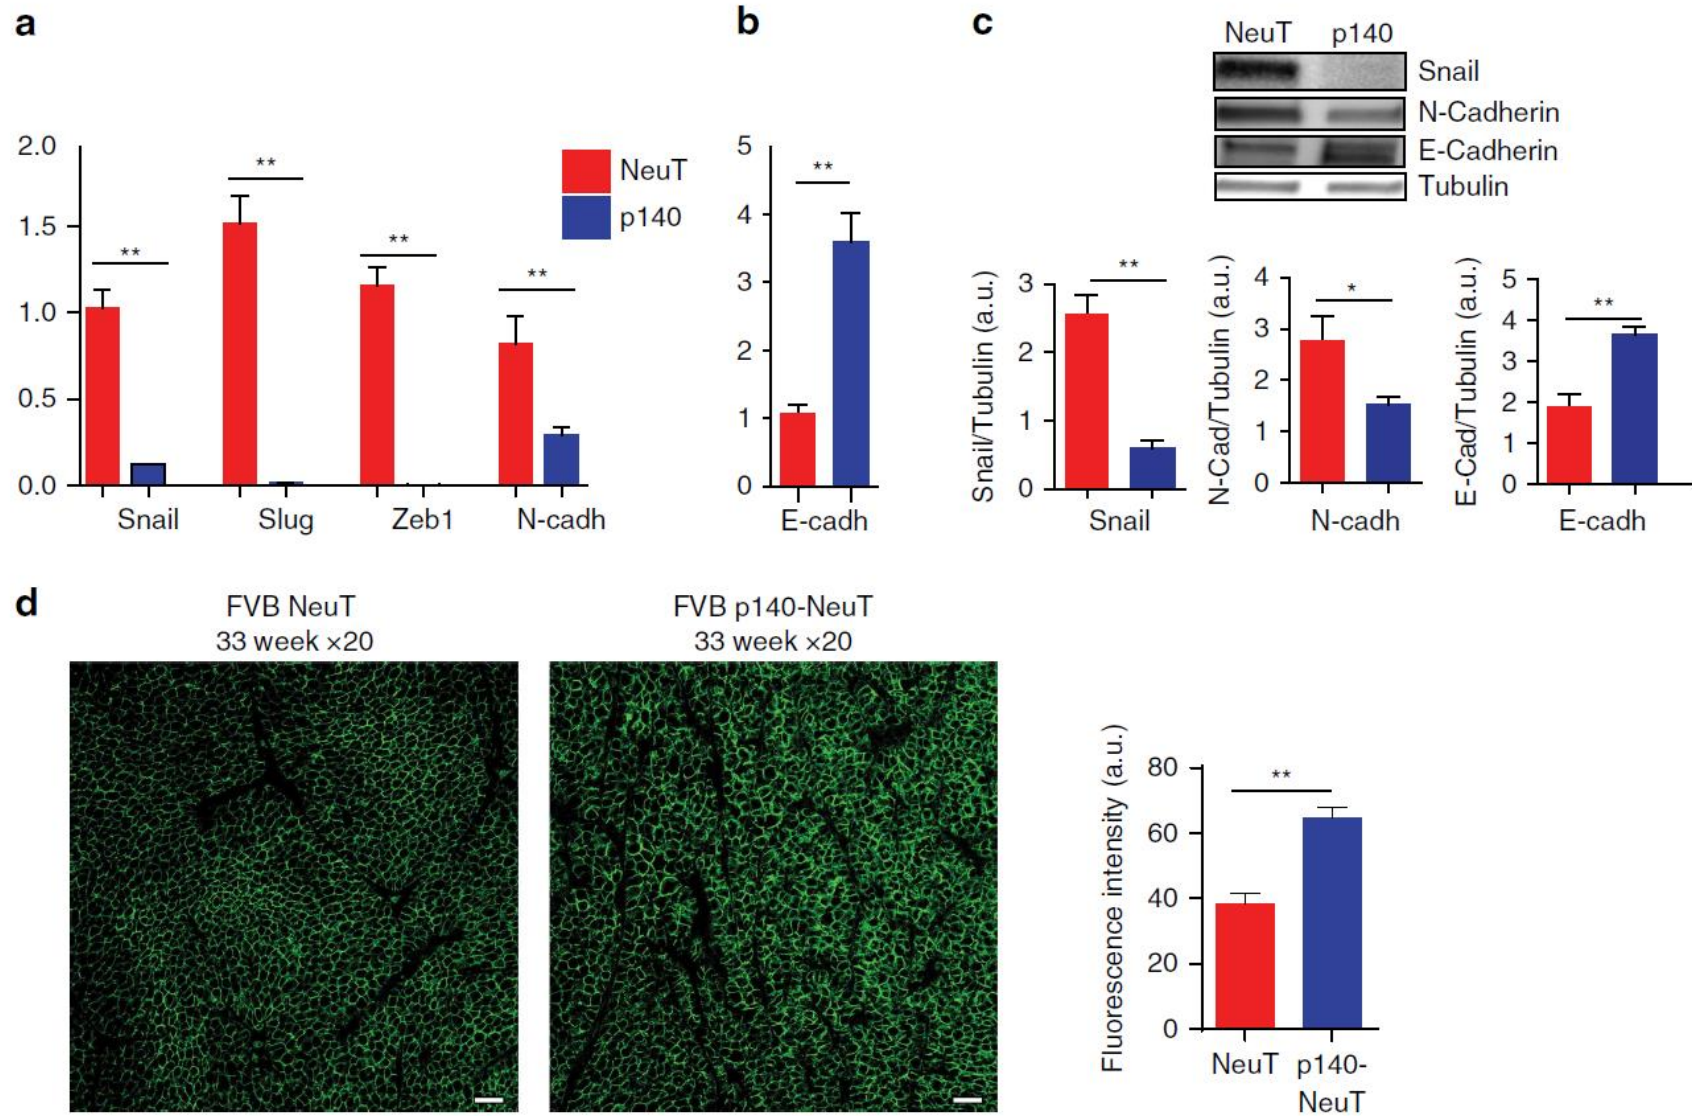 a
2.0
1.5
1.0
0.5
0.0
**
**
**
**
NeuT
p140
Snail
Slug
Zeb1
N-cadh
b
5
4
3
2
1
0
**
E-cadh
c
NeuT p140
Snail
N-Cadherin
E-Cadherin
Tubulin
Snail/Tubulin (a.u.)
3
2
1
0
**
Snail
N-Cad/Tubulin (a.u.)
4
3
2
1
0
*
N-cadh
E-Cad/Tubulin (a.u.)
5
4
3
2
1
0
**
E-cadh
d
FVB NeuT
33 week ×20
FVB p140-NeuT
33 week ×20
Fluorescence intensity (a.u.)
80
60
40
20
0
**
NeuT
p140-
NeuT